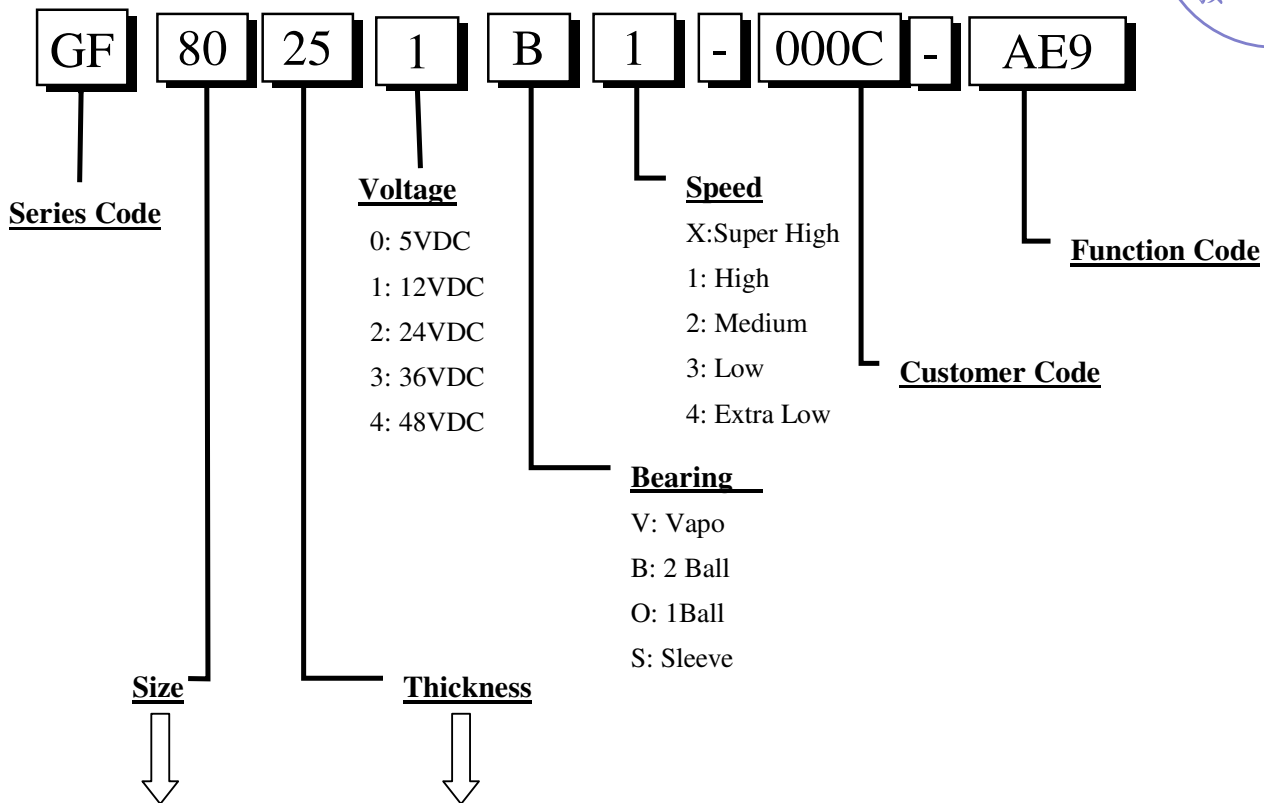 GF 80 25 1 B 1 - 000C - AE9
Series Code
Voltage
0: 5VDC
1: 12VDC
2: 24VDC
3: 36VDC
4: 48VDC
Speed
X:Super High
1: High
2: Medium
3: Low
4: Extra Low
Function Code
Customer Code
Bearing
V: Vapo
B: 2 Ball
O: 1Ball
S: Sleeve
Size
Thickness